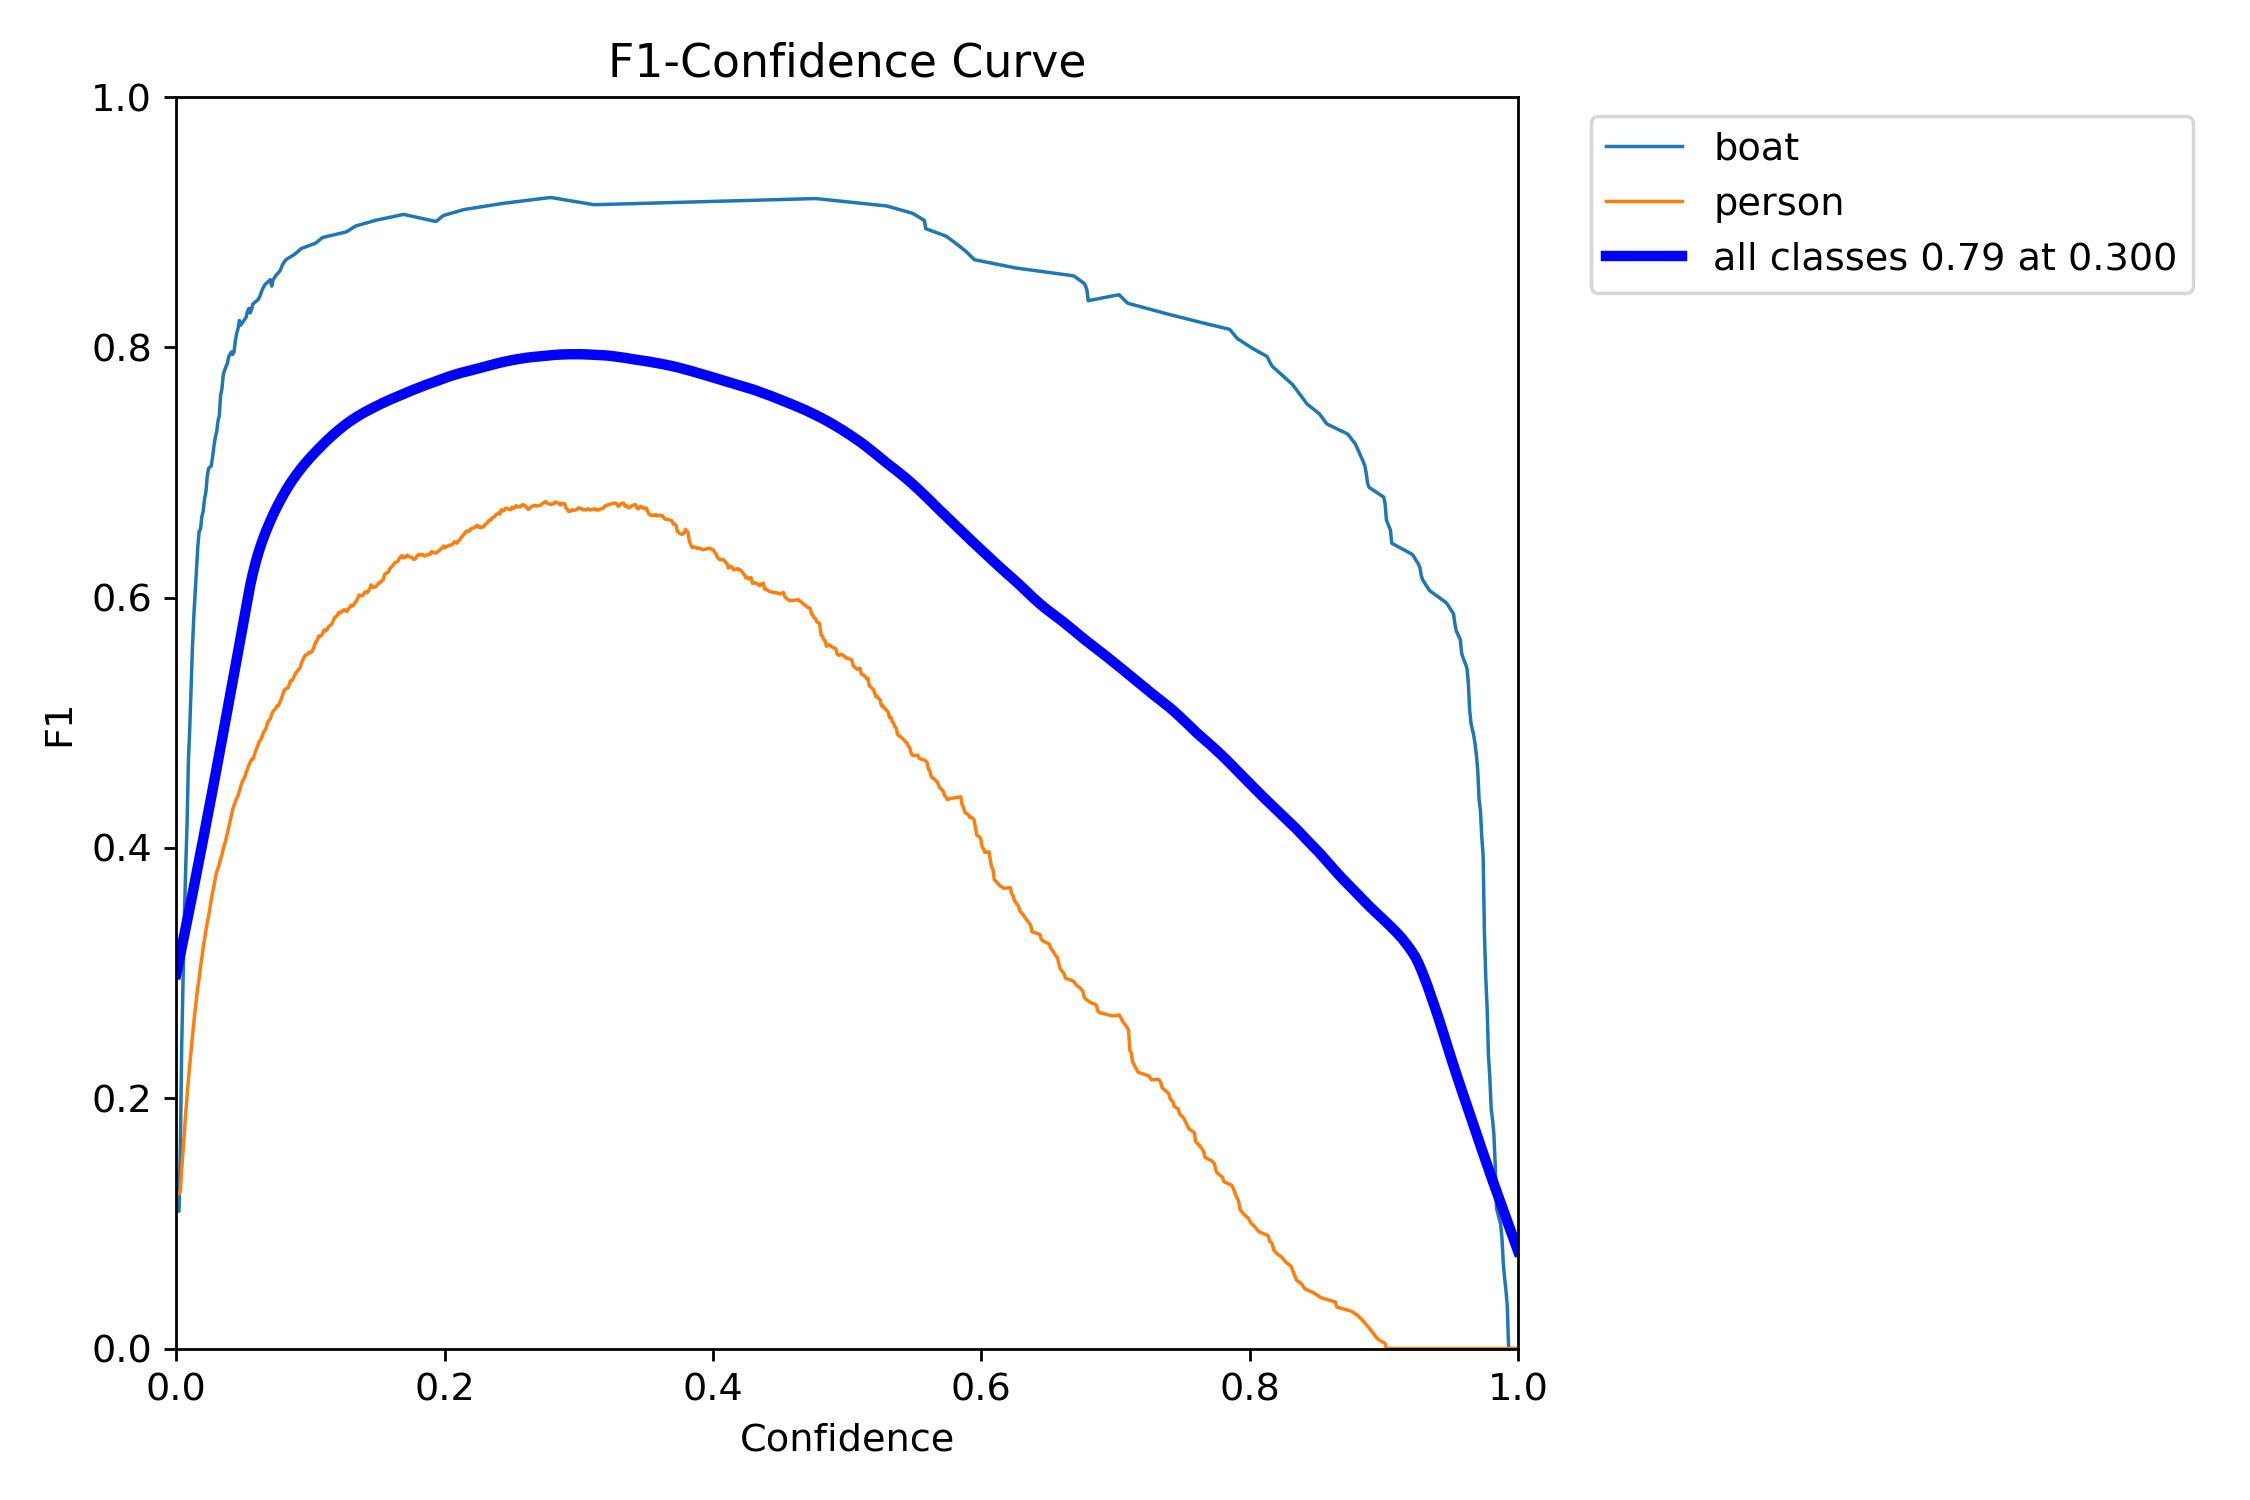 F1-Confidence Curve
1.0
0.8
0.6
0.4
0.2
0.0
F1
0.0 0.2 0.4 0.6 0.8 1.0
Confidence
boat
person
all classes 0.79 at 0.300